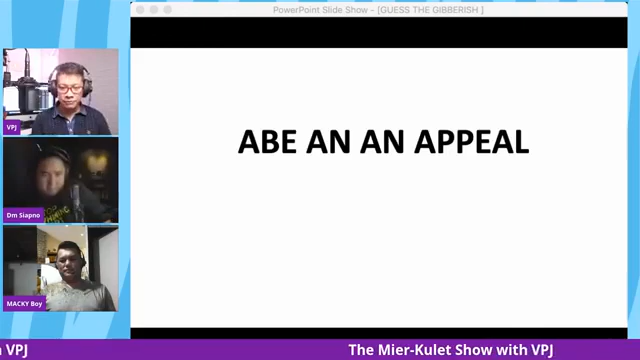 PowerPoint Slide Show - [GUESS THE GIBBERISH ]
ABE AN AN APPEAL
VPJ
Dm Siapno
MACKY Boy
VPJ
The Mier-Kulet Show with VPJ